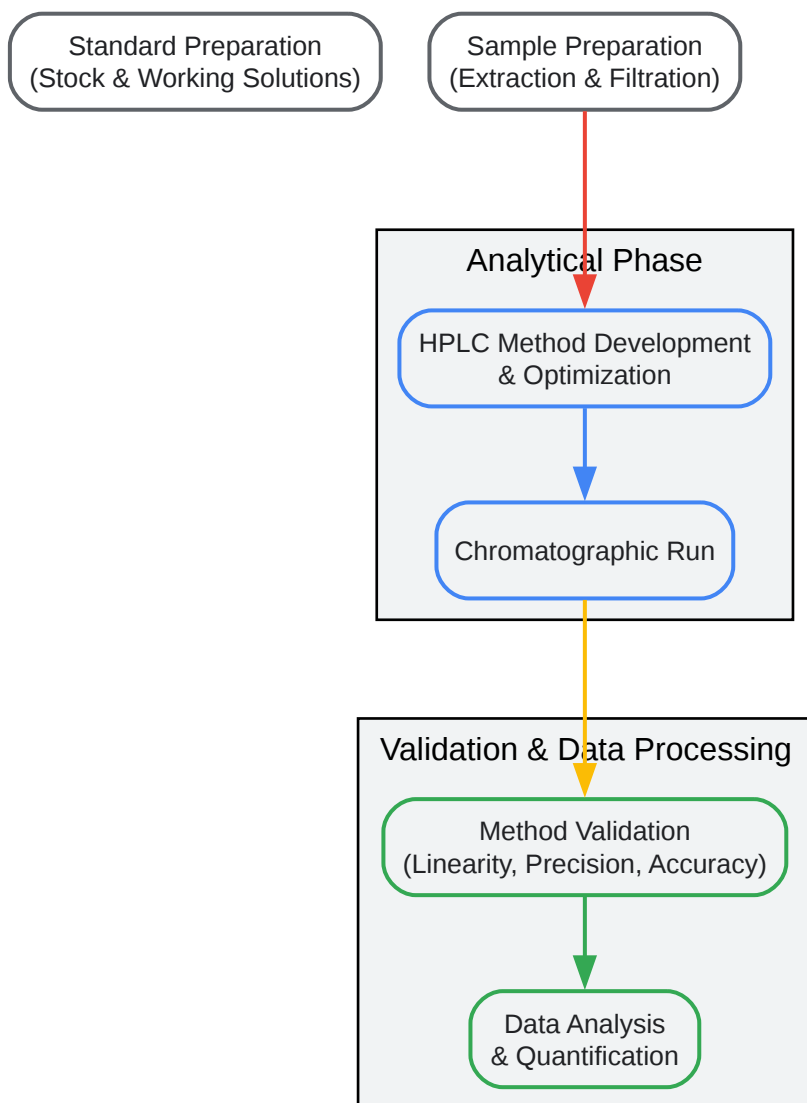 Standard Preparation
(Stock & Working Solutions)
Sample Preparation
(Extraction & Filtration)
Analytical Phase
HPLC Method Development
& Optimization
Chromatographic Run
Validation & Data Processing
Method Validation
(Linearity, Precision, Accuracy)
Data Analysis
& Quantification